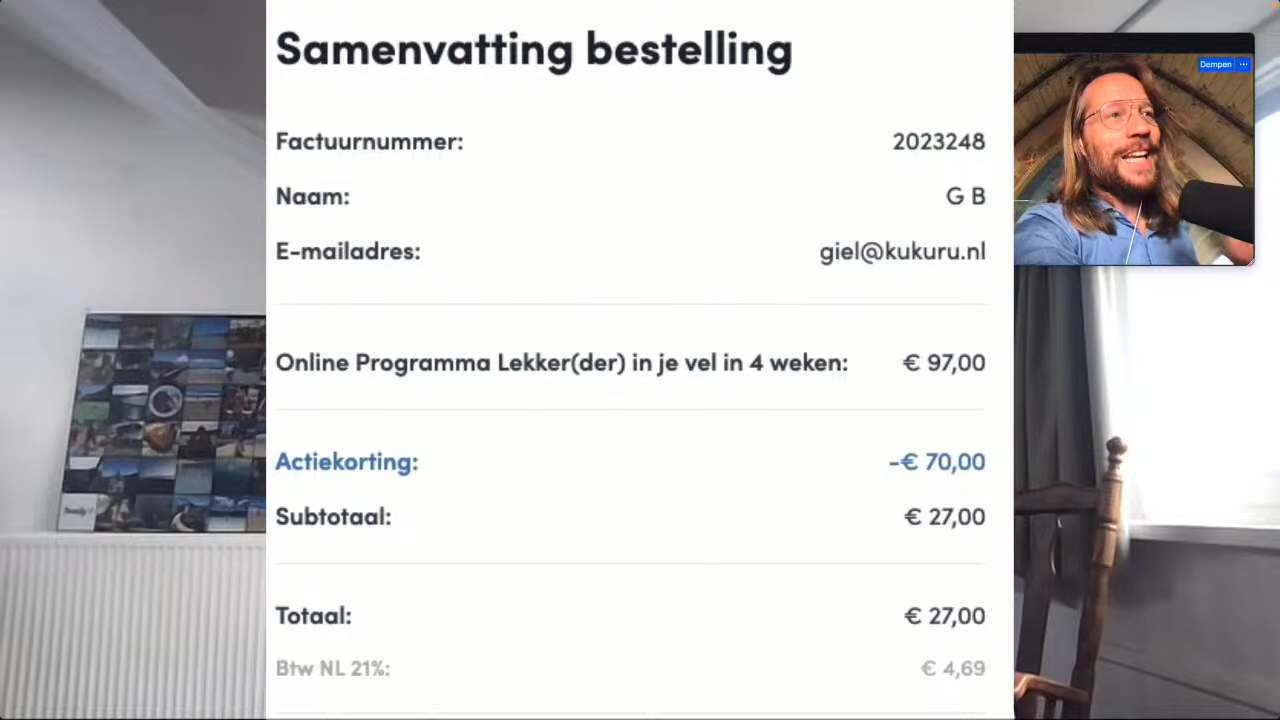 Samenvatting bestelling
Factuurnummer: 2023248
Naam: G B
E-mailadres: giel@kukuru.nl
Online Programma Lekker(der) in je vel in 4 weken: € 97,00
Actiekorting: -€ 70,00
Subtotaal: € 27,00
Totaal: € 27,00
Btw NL 21%: € 4,69
Dempen ...